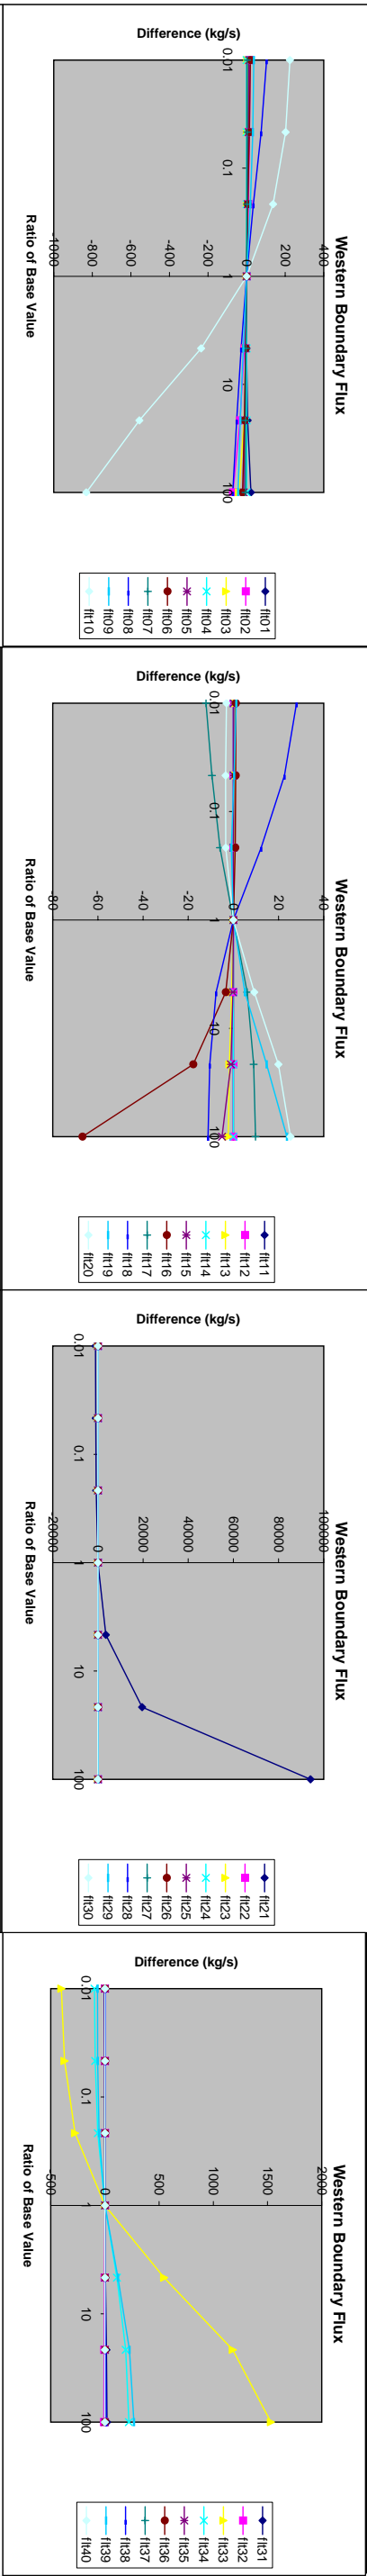 Western Boundary Flux
Difference (kg/s)
400
200
0
-200
-400
-600
-800
-1000
0.01
0.1
1
10
100
Ratio of Base Value
flt01
flt02
flt03
flt04
flt05
flt06
flt07
flt08
flt09
flt10
Western Boundary Flux
Difference (kg/s)
40
20
0
-20
-40
-60
-80
0.01
0.1
1
10
100
Ratio of Base Value
flt11
flt12
flt13
flt14
flt15
flt16
flt17
flt18
flt19
flt20
Western Boundary Flux
Difference (kg/s)
100000
80000
60000
40000
20000
0
-20000
0.01
0.1
1
10
100
Ratio of Base Value
flt21
flt22
flt23
flt24
flt25
flt26
flt27
flt28
flt29
flt30
Western Boundary Flux
Difference (kg/s)
2000
1500
1000
500
0
-500
0.01
0.1
1
10
100
Ratio of Base Value
flt31
flt32
flt33
flt34
flt35
flt36
flt37
flt38
flt39
flt40